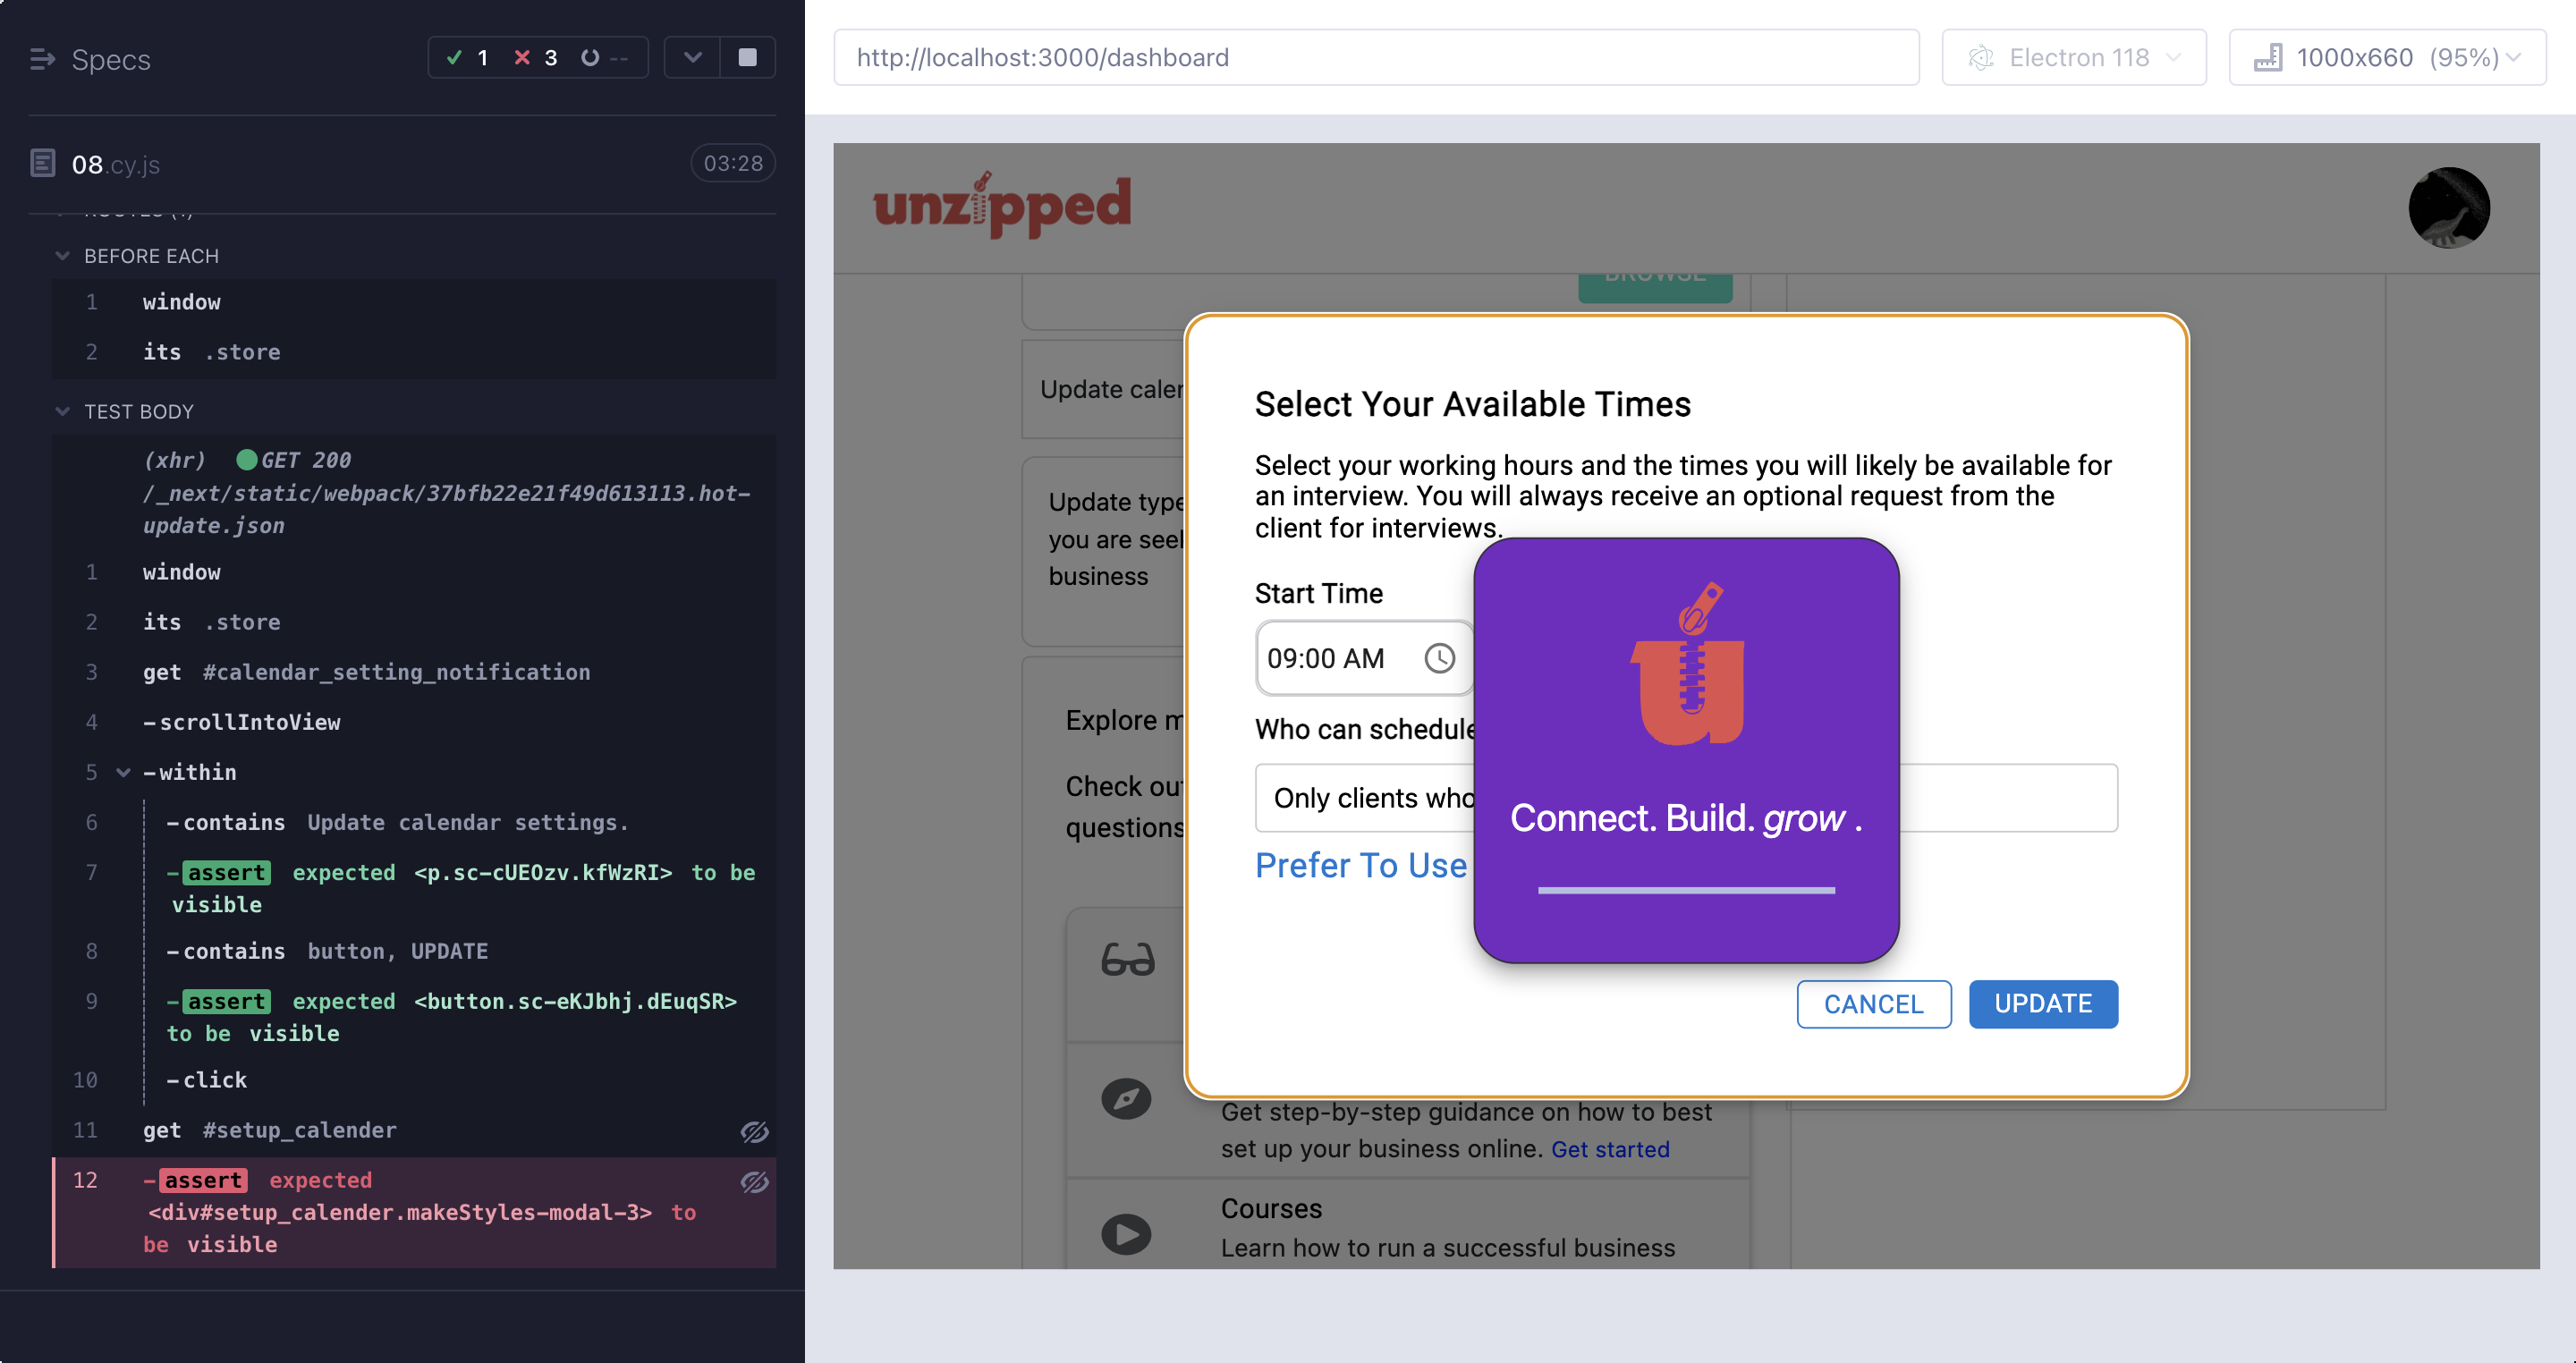 Specs
1
3
--
08.cy.js
03:28
BEFORE EACH
1 window
2 its .store
TEST BODY
(xhr) GET 200
/_next/static/webpack/37bfb22e21f49d613113.hot-
update.json
1 window
2 its .store
3 get #calendar_setting_notification
4 -scrollIntoView
5 -within
6 -contains Update calendar settings.
7 -assert expected <p.sc-cUEOzv.kfWzRI> to be
visible
8 -contains button, UPDATE
9 -assert expected <button.sc-eKJbhj.dEuqSR>
to be visible
10 -click
11 get #setup_calender
12 -assert expected
<div#setup_calender.makeStyles-modal-3> to
be visible
http://localhost:3000/dashboard
Electron 118
1000x660 (95%)
unzipped
BROWSE
Update caler
Update type
you are seel
business
Explore m
Check out
questions
Select Your Available Times
Select your working hours and the times you will likely be available for
an interview. You will always receive an optional request from the
client for interviews.
Start Time
09:00 AM
Who can schedule
Only clients who
Prefer To Use
u
Connect. Build. grow .
CANCEL
UPDATE
Get step-by-step guidance on how to best
set up your business online. Get started
Courses
Learn how to run a successful business